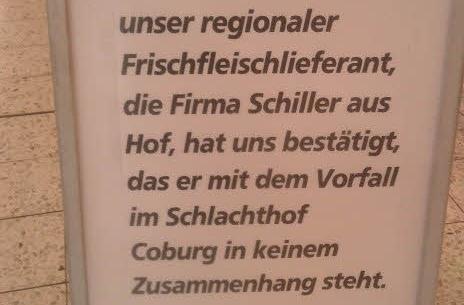 unser regionaler
Frischfleischlieferant,
die Firma Schiller aus
Hof, hat uns bestätigt,
das er mit dem Vorfall
im Schlachthof
Coburg in keinem
Zusammenhang steht.